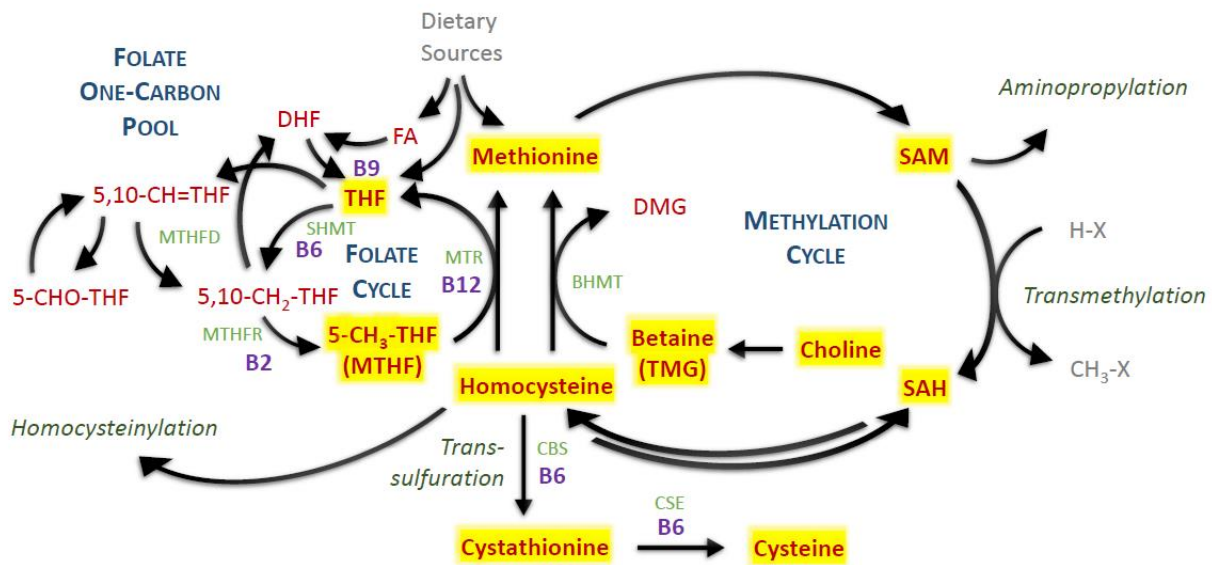 Dietary
Sources
FOLATE
ONE-CARBON
POOL
Aminopropylation
DHF
FA
Methionine
SAM
B9
5,10-CH=THF
THF
DMG
METHYLATION
CYCLE
H-X
MTHFD
SHMT
B6
FOLATE
CYCLE
MTR
B12
BHMT
5-CHO-THF
5,10-CH₂-THF
Transmethylation
MTHFR
B2
5-CH₃-THF
(MTHF)
Betaine
(TMG)
Choline
Homocysteine
SAH
CH₃-X
Homocysteinylation
Trans-
sulfuration
CBS
B6
CSE
B6
Cystathionine
Cysteine